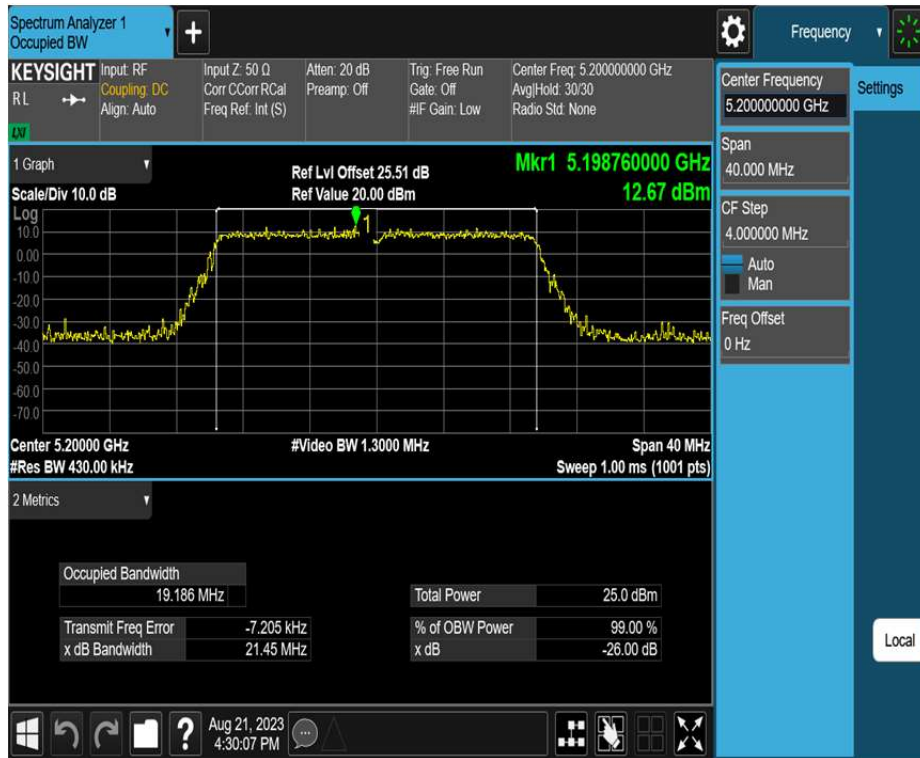 Spectrum Analyzer 1
Occupied BW
+
Frequency
KEYSIGHT
R L
LXI
Input: RF
Coupling: DC
Align: Auto
Input Z: 50 Ω
Corr CCorr RCal
Freq Ref: Int (S)
Atten: 20 dB
Preamp: Off
Trig: Free Run
Gate: Off
#IF Gain: Low
Center Freq: 5.200000000 GHz
Avg|Hold: 30/30
Radio Std: None
Center Frequency
5.200000000 GHz
Settings
Span
40.000 MHz
CF Step
4.000000 MHz
Auto
Man
Freq Offset
0 Hz
Local
1 Graph
Scale/Div 10.0 dB
Ref Lvl Offset 25.51 dB
Ref Value 20.00 dBm
Mkr1 5.198760000 GHz
12.67 dBm
Log
10.0
0.00
-10.0
-20.0
-30.0
-40.0
-50.0
-60.0
-70.0
1
Center 5.20000 GHz
#Video BW 1.3000 MHz
Span 40 MHz
#Res BW 430.00 kHz
Sweep 1.00 ms (1001 pts)
2 Metrics
Occupied Bandwidth
19.186 MHz
Total Power 25.0 dBm
Transmit Freq Error -7.205 kHz
% of OBW Power 99.00 %
x dB Bandwidth 21.45 MHz
x dB -26.00 dB
?
Aug 21, 2023
4:30:07 PM